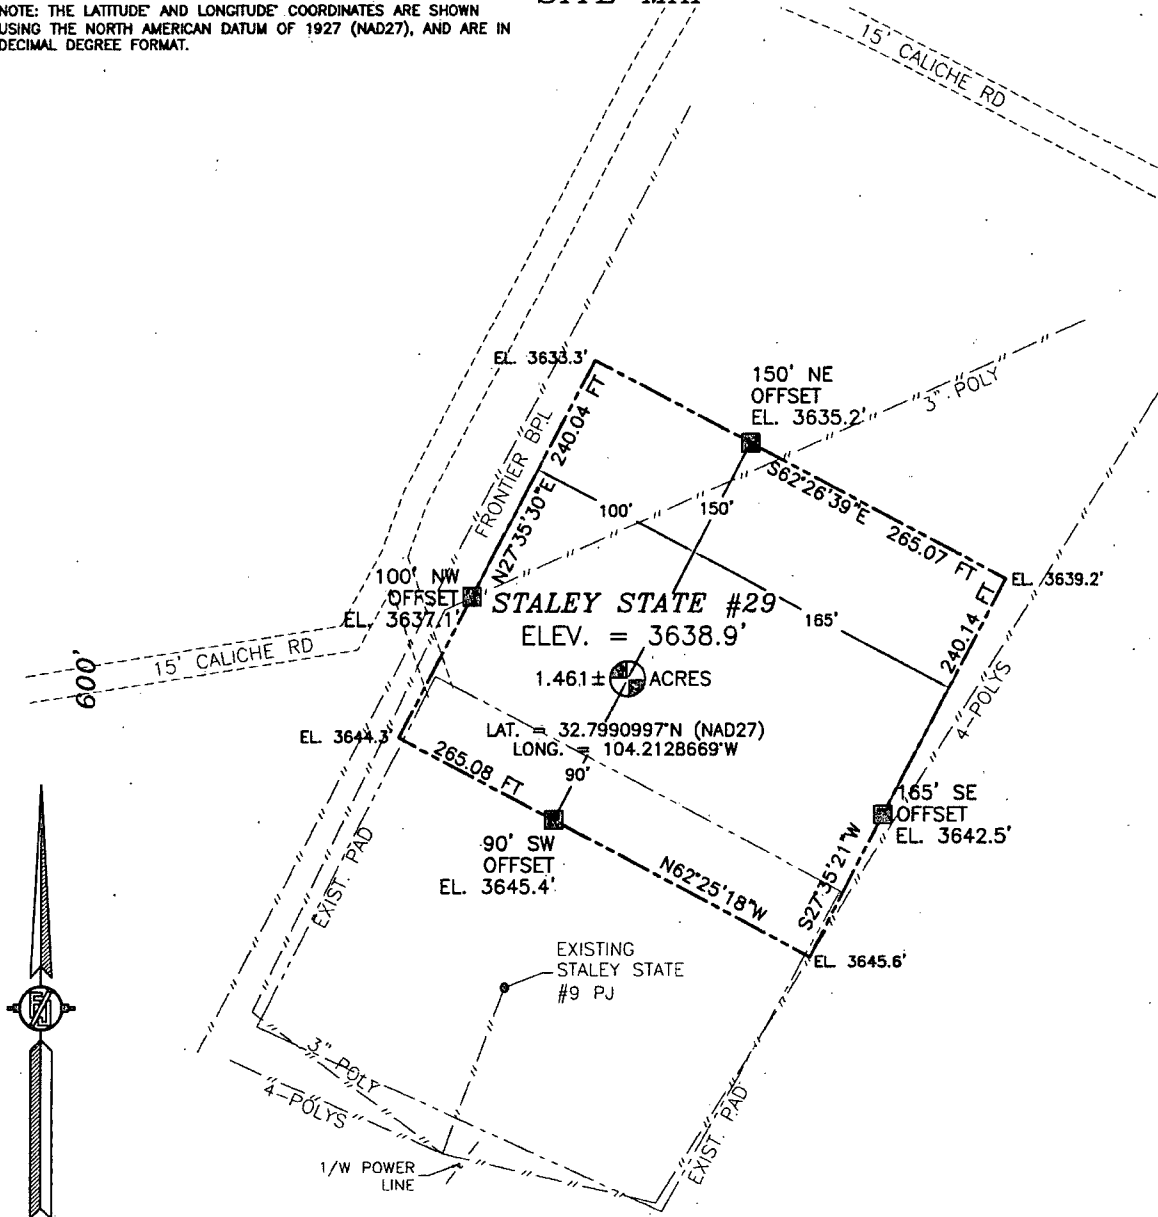 NOTE: THE LATITUDE AND LONGITUDE COORDINATES ARE SHOWN
USING THE NORTH AMERICAN DATUM OF 1927 (NAD27), AND ARE IN
DECIMAL DEGREE FORMAT.
SITE MAP
15' CALICHE RD
EL. 3633.3'
150' NE
OFFSET
EL. 3635.2'
3" POLY
FRONTIER BPL
N27°35'30"E 240.04 FT
S62°26'39"E 265.07 FT
100'
150'
EL. 3639.2'
100' NW
OFFSET
EL. 3637.1'
STALEY STATE #29
ELEV. = 3638.9'
165'
240.14 FT
15' CALICHE RD
600'
1.461± ACRES
4-POLYS
EL. 3644.3'
LAT. = 32.7990997°N (NAD27)
LONG. = 104.2128669°W
265.08 FT
90'
165' SE
OFFSET
EL. 3642.5'
90' SW
OFFSET
EL. 3645.4'
N62°25'18"W
S27°35'21"W
EXIST. PAD
EXISTING
STALEY STATE
#9 PJ
EL. 3645.6'
3" POLY
4-POLYS
EXIST. PAD
1/W POWER
LINE